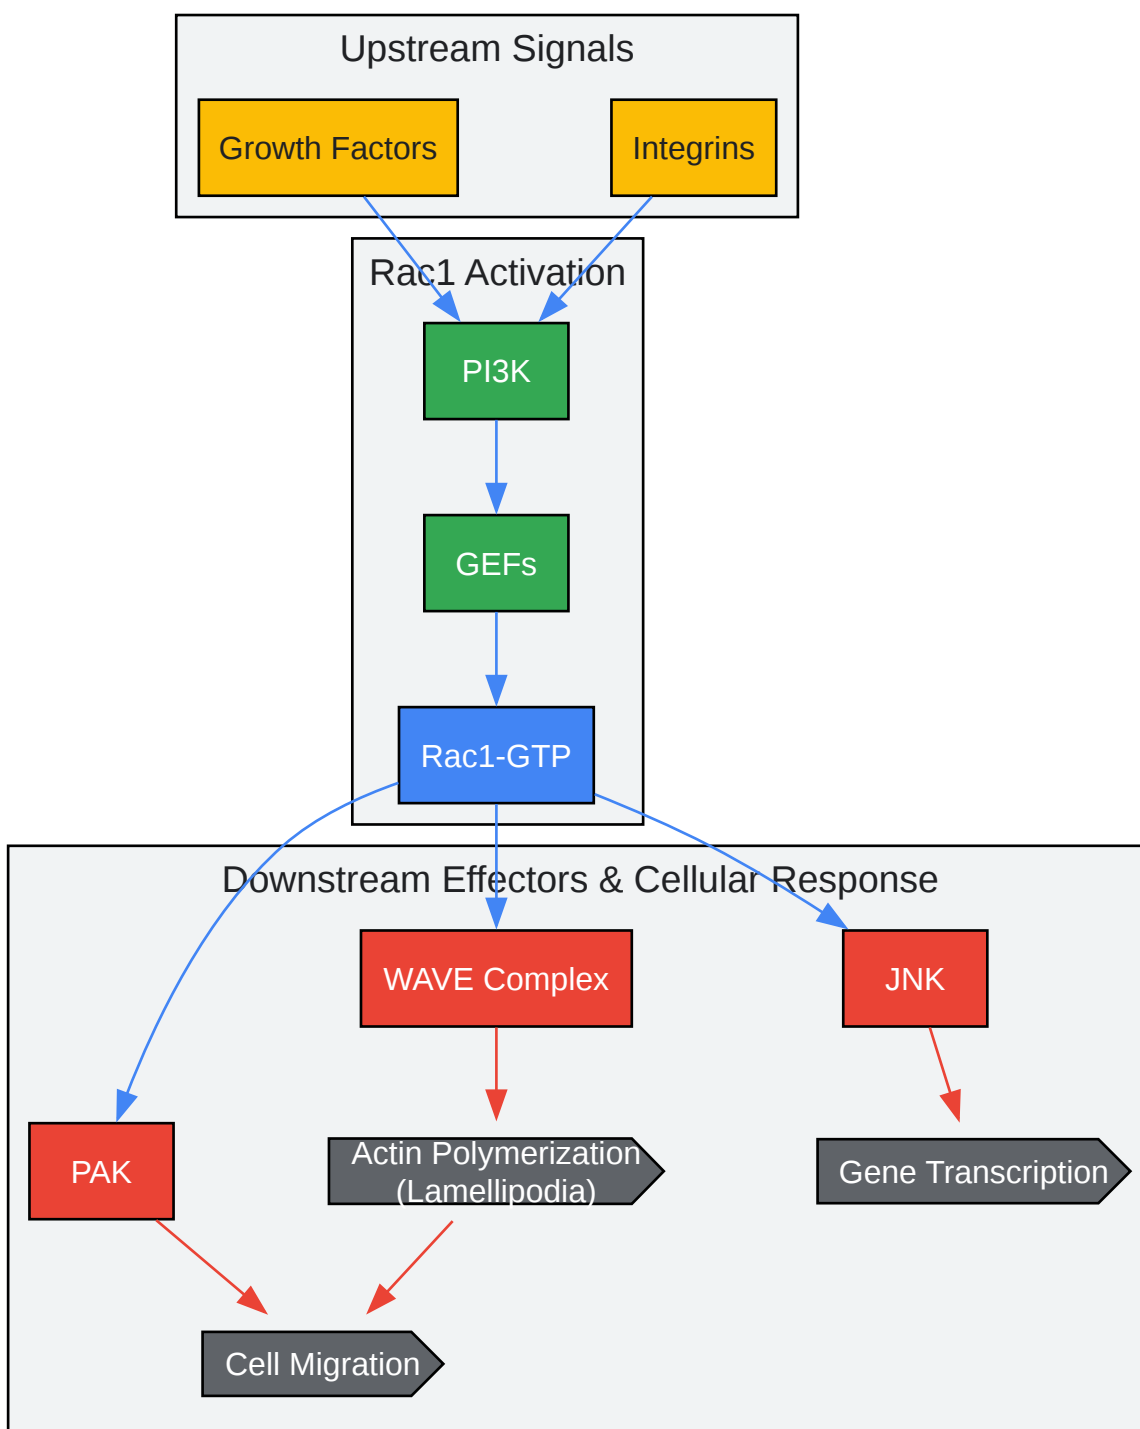 Upstream Signals
Growth Factors
Integrins
Rac1 Activation
PI3K
GEFs
Rac1-GTP
Downstream Effectors & Cellular Response
WAVE Complex
JNK
PAK
Actin Polymerization
(Lamellipodia)
Gene Transcription
Cell Migration